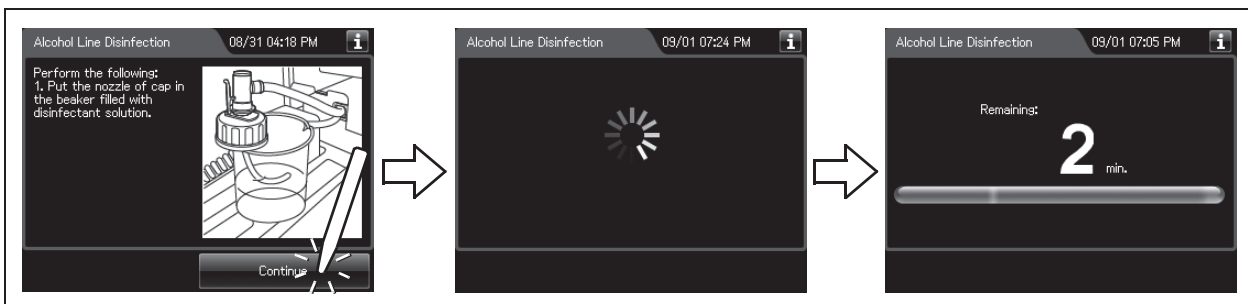 Alcohol Line Disinfection 08/31 04:18 PM i
Perform the following:
1. Put the nozzle of cap in
the beaker filled with
disinfectant solution.
Continue
Alcohol Line Disinfection 09/01 07:24 PM i
Alcohol Line Disinfection 09/01 07:05 PM i
Remaining:
2 min.